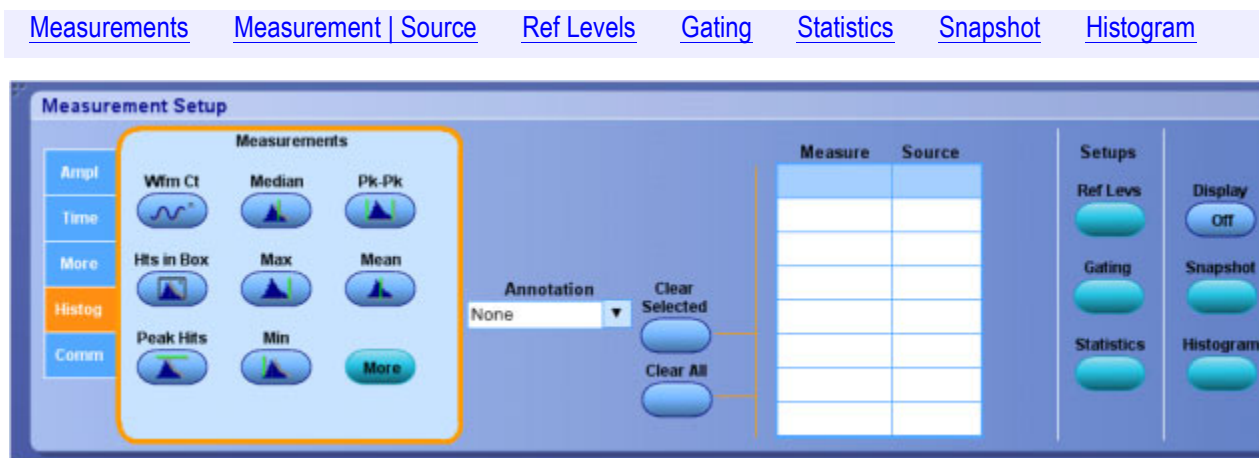 Measurements Measurement | Source Ref Levels Gating Statistics Snapshot Histogram
Measurement Setup
Measurements
Measure Source
Setups
Ampl
Wfm Ct Median Pk-Pk
Ref Levs Display
Off
Time
More
Hts in Box Max Mean
Gating Snapshot
Annotation
None
Clear
Selected
Histog
Peak Hits Min
More
Statistics Histogram
Comm
Clear All